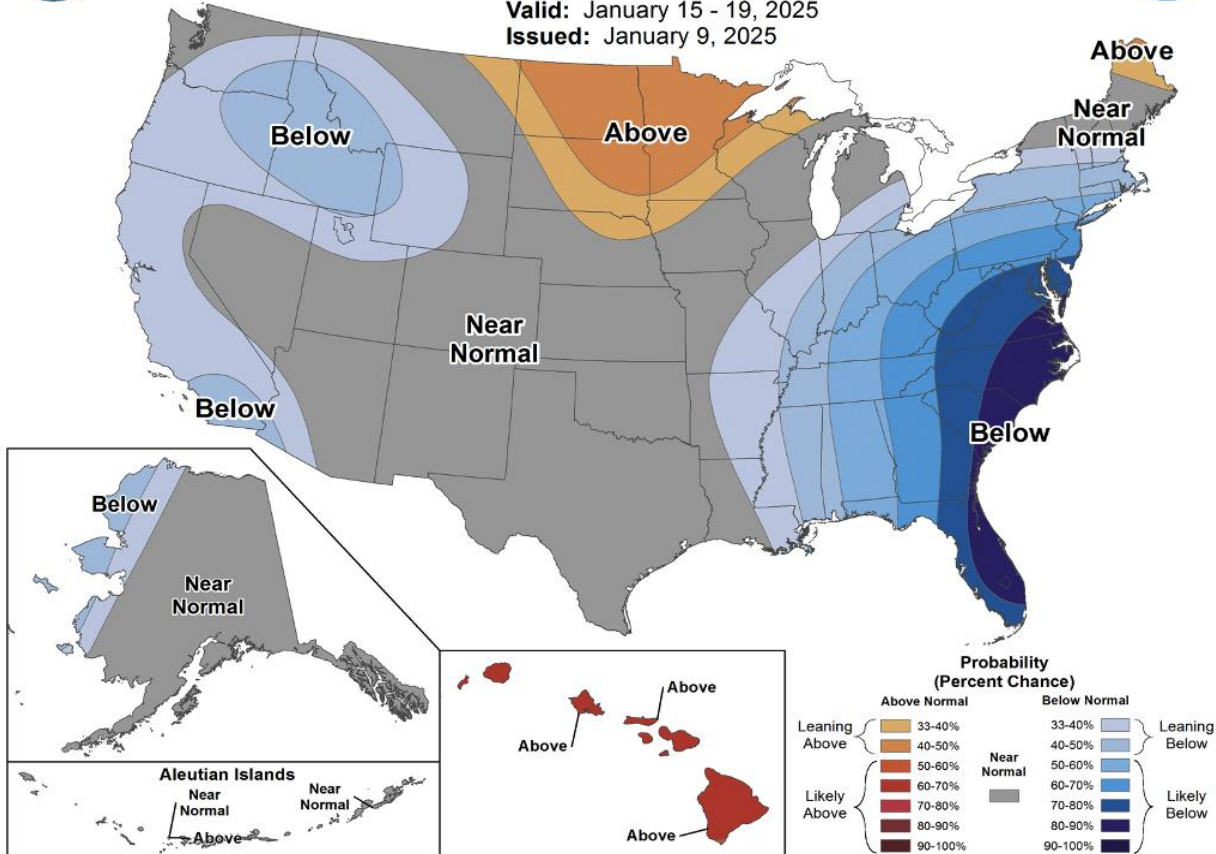 Valid: January 15 - 19, 2025
Issued: January 9, 2025
Above
Near
Normal
Below
Above
Near
Normal
Below
Below
Below
Near
Normal
Above
Above
Above
Aleutian Islands
Near
Normal
Near
Normal
Above
Probability
(Percent Chance)
Above Normal
Below Normal
Leaning
Above
33-40%
40-50%
Likely
Above
50-60%
60-70%
70-80%
80-90%
90-100%
Near
Normal
33-40%
40-50%
Leaning
Below
50-60%
60-70%
70-80%
80-90%
90-100%
Likely
Below